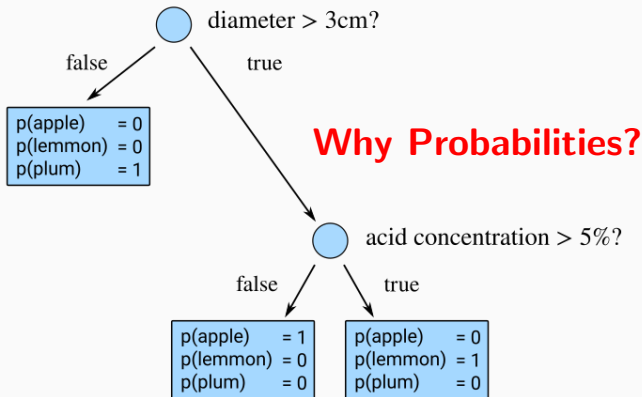 diameter > 3cm?
false
true
p(apple) = 0
p(lemmon) = 0
p(plum) = 1
Why Probabilities?
acid concentration > 5%?
false
true
p(apple) = 1
p(lemmon) = 0
p(plum) = 0
p(apple) = 0
p(lemmon) = 1
p(plum) = 0